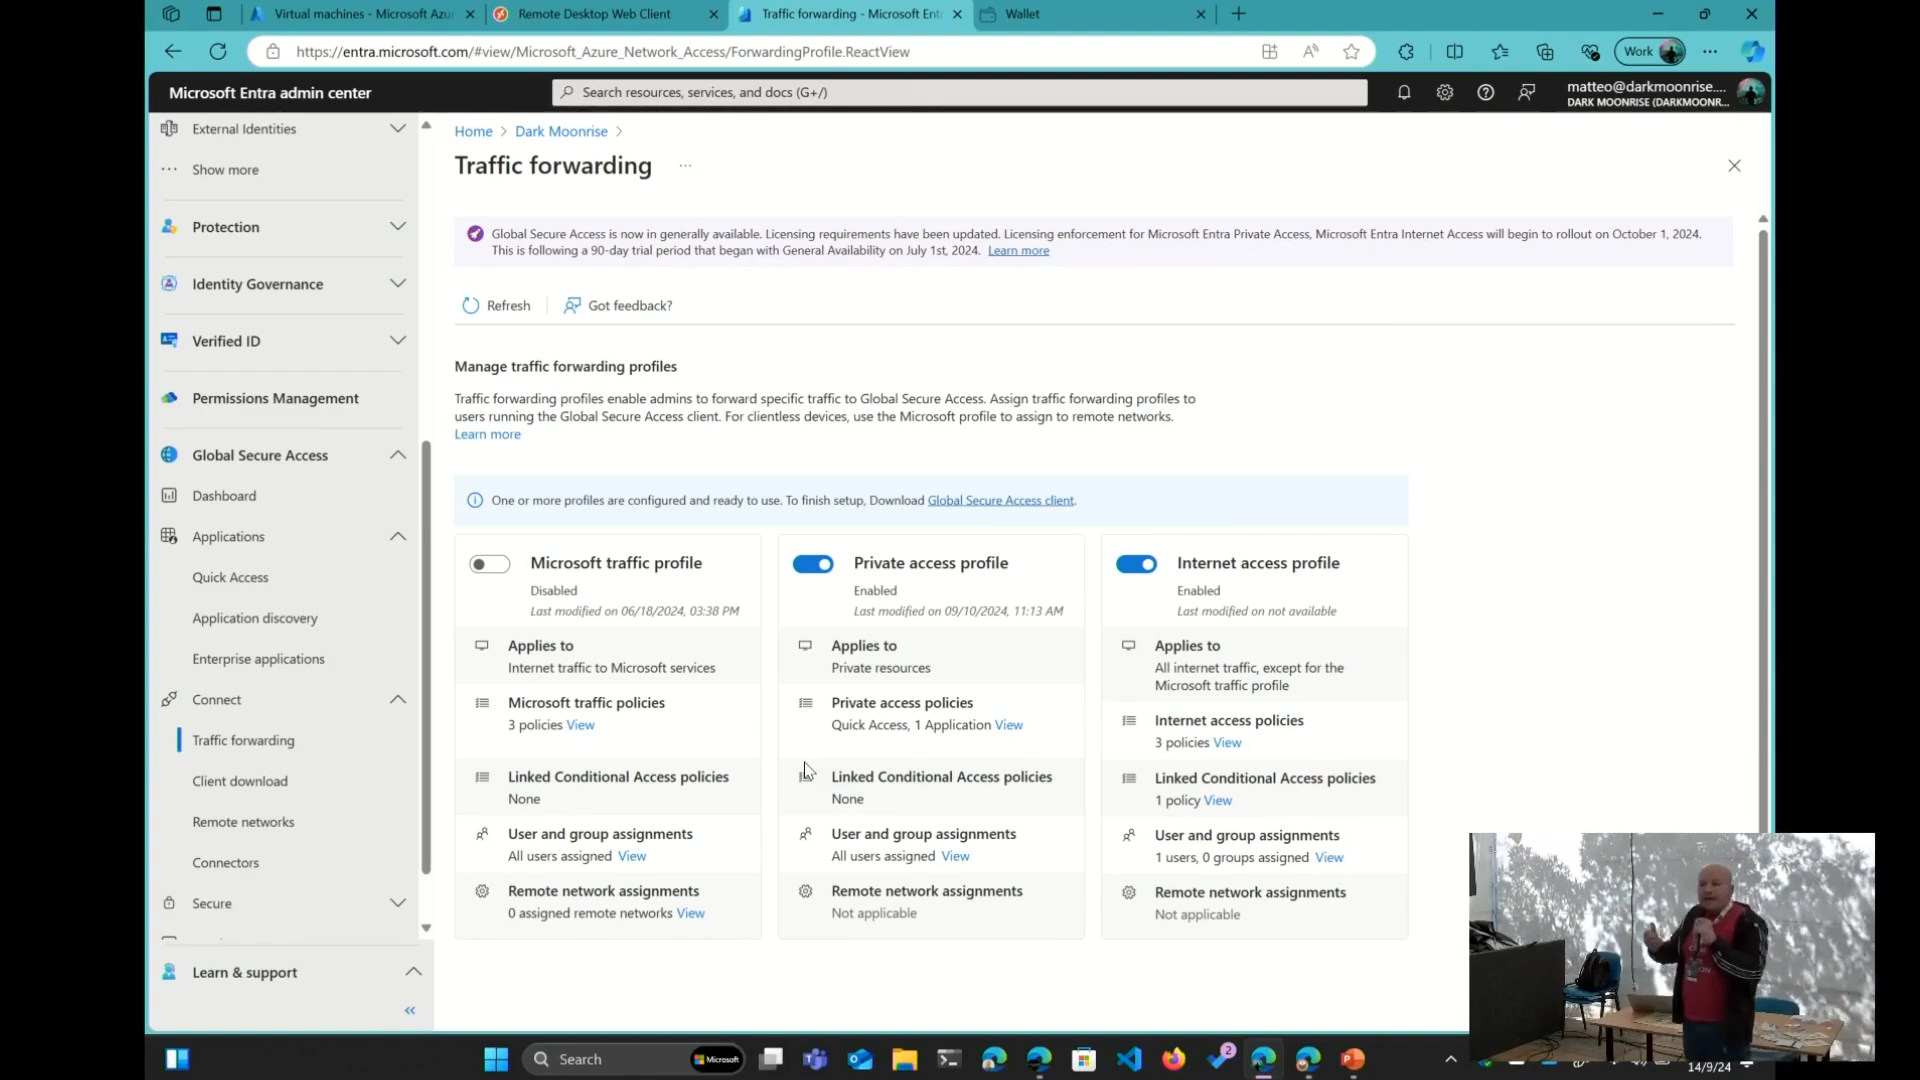 Virtual machines - Microsoft Azu
Remote Desktop Web Client
Traffic forwarding - Microsoft Ent
Wallet
https://entra.microsoft.com/#view/Microsoft_Azure_Network_Access/ForwardingProfile.ReactView
Work
Microsoft Entra admin center
Search resources, services, and docs (G+/)
matteo@darkmoonrise....
DARK MOONRISE (DARKMOONR...
External Identities
Show more
Protection
Identity Governance
Verified ID
Permissions Management
Global Secure Access
Dashboard
Applications
Quick Access
Application discovery
Enterprise applications
Connect
Traffic forwarding
Client download
Remote networks
Connectors
Secure
Learn & support
Home > Dark Moonrise >
Traffic forwarding ...
Global Secure Access is now in generally available. Licensing requirements have been updated. Licensing enforcement for Microsoft Entra Private Access, Microsoft Entra Internet Access will begin to rollout on October 1, 2024.
This is following a 90-day trial period that began with General Availability on July 1st, 2024. Learn more
Refresh
Got feedback?
Manage traffic forwarding profiles
Traffic forwarding profiles enable admins to forward specific traffic to Global Secure Access. Assign traffic forwarding profiles to
users running the Global Secure Access client. For clientless devices, use the Microsoft profile to assign to remote networks.
Learn more
One or more profiles are configured and ready to use. To finish setup, Download Global Secure Access client.
Microsoft traffic profile
Disabled
Last modified on 06/18/2024, 03:38 PM
Applies to
Internet traffic to Microsoft services
Microsoft traffic policies
3 policies View
Linked Conditional Access policies
None
User and group assignments
All users assigned View
Remote network assignments
0 assigned remote networks View
Private access profile
Enabled
Last modified on 09/10/2024, 11:13 AM
Applies to
Private resources
Private access policies
Quick Access, 1 Application View
Linked Conditional Access policies
None
User and group assignments
All users assigned View
Remote network assignments
Not applicable
Internet access profile
Enabled
Last modified on not available
Applies to
All internet traffic, except for the
Microsoft traffic profile
Internet access policies
3 policies View
Linked Conditional Access policies
1 policy View
User and group assignments
1 users, 0 groups assigned View
Remote network assignments
Not applicable
Search
Microsoft
2
14/9/24